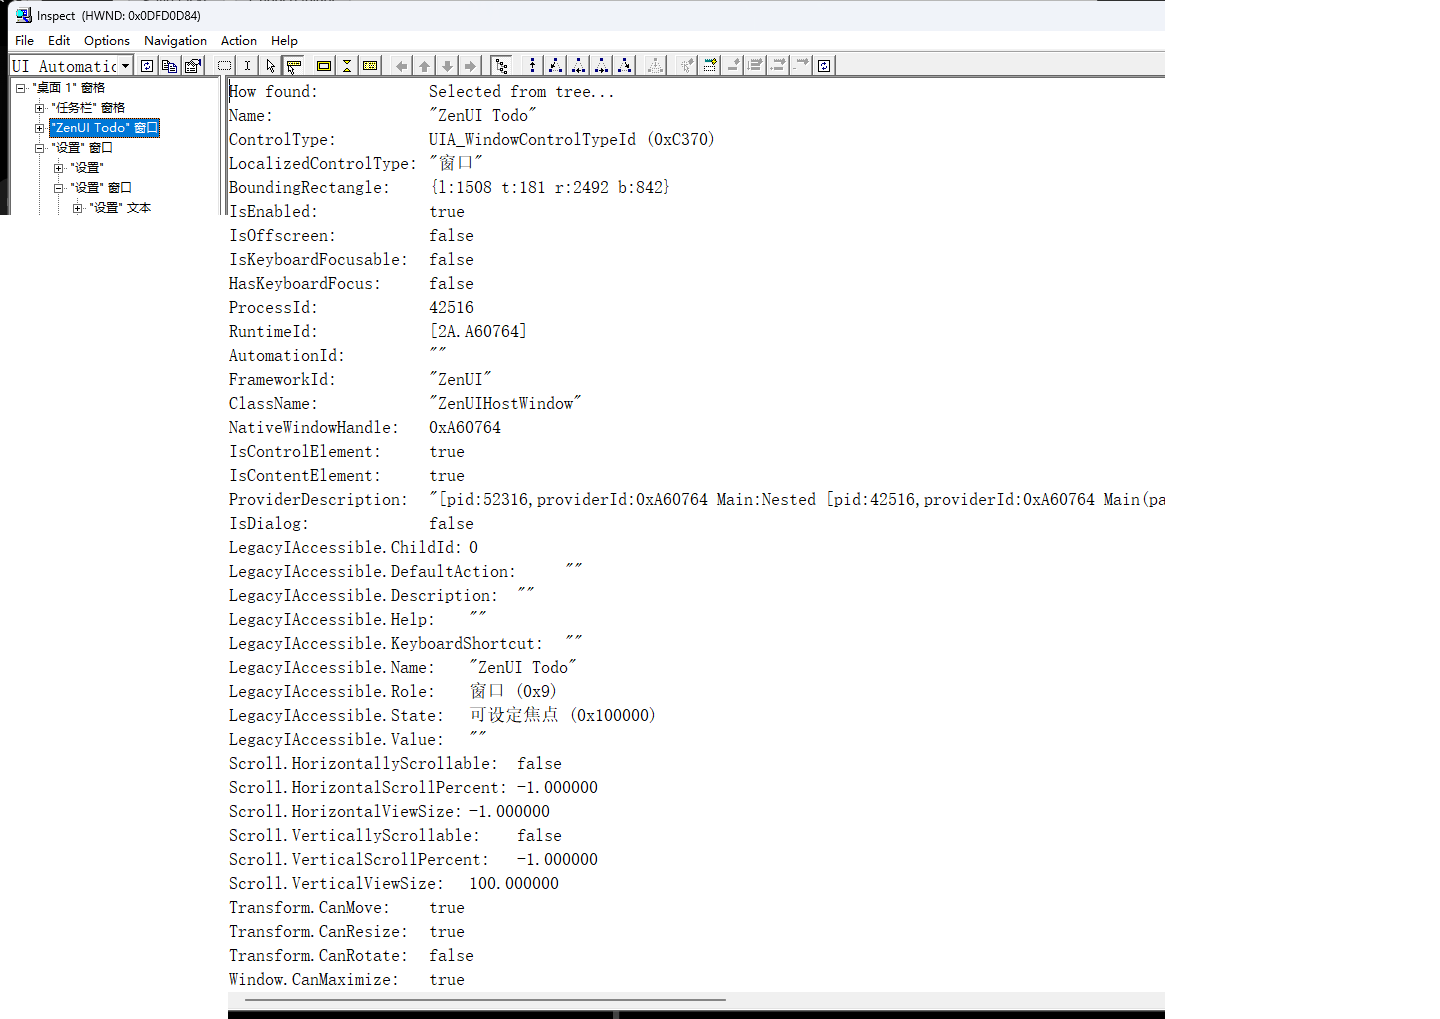 Inspect (HWND: 0x0DFD0D84)
File Edit Options Navigation Action Help
UI Automatic
"桌面 1" 窗格
"任务栏" 窗格
"ZenUI Todo" 窗口
"设置" 窗口
"设置"
"设置" 窗口
"设置" 文本
How found: Selected from tree...
Name: "ZenUI Todo"
ControlType: UIA_WindowControlTypeId (0xC370)
LocalizedControlType: "窗口"
BoundingRectangle: {l:1508 t:181 r:2492 b:842}
IsEnabled: true
IsOffscreen: false
IsKeyboardFocusable: false
HasKeyboardFocus: false
ProcessId: 42516
RuntimeId: [2A.A60764]
AutomationId: ""
FrameworkId: "ZenUI"
ClassName: "ZenUIHostWindow"
NativeWindowHandle: 0xA60764
IsControlElement: true
IsContentElement: true
ProviderDescription: "[pid:52316,providerId:0xA60764 Main:Nested [pid:42516,providerId:0xA60764 Main(pa
IsDialog: false
LegacyIAccessible.ChildId: 0
LegacyIAccessible.DefaultAction: ""
LegacyIAccessible.Description: ""
LegacyIAccessible.Help: ""
LegacyIAccessible.KeyboardShortcut: ""
LegacyIAccessible.Name: "ZenUI Todo"
LegacyIAccessible.Role: 窗口 (0x9)
LegacyIAccessible.State: 可设定焦点 (0x100000)
LegacyIAccessible.Value: ""
Scroll.HorizontallyScrollable: false
Scroll.HorizontalScrollPercent: -1.000000
Scroll.HorizontalViewSize: -1.000000
Scroll.VerticallyScrollable: false
Scroll.VerticalScrollPercent: -1.000000
Scroll.VerticalViewSize: 100.000000
Transform.CanMove: true
Transform.CanResize: true
Transform.CanRotate: false
Window.CanMaximize: true